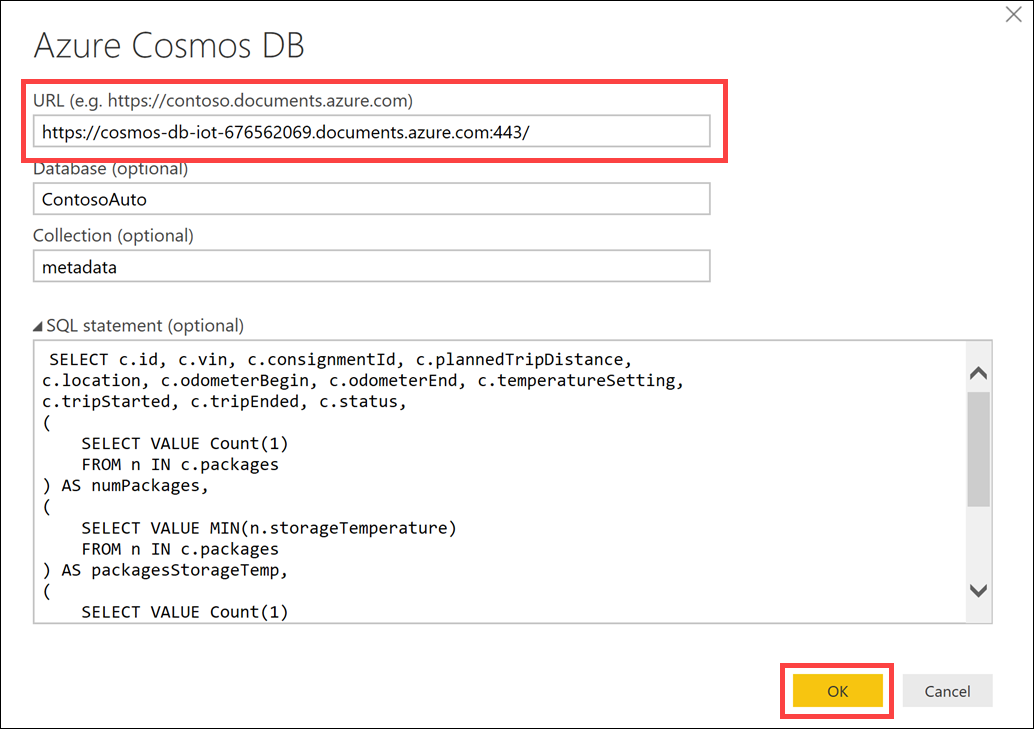 Azure Cosmos DB
URL (e.g. https://contoso.documents.azure.com)
https://cosmos-db-iot-676562069.documents.azure.com:443/
Database (optional)
ContosoAuto
Collection (optional)
metadata
SQL statement (optional)
SELECT c.id, c.vin, c.consignmentId, c.plannedTripDistance,
c.location, c.odometerBegin, c.odometerEnd, c.temperatureSetting,
c.tripStarted, c.tripEnded, c.status,
(
SELECT VALUE Count(1)
FROM n IN c.packages
) AS numPackages,
(
SELECT VALUE MIN(n.storageTemperature)
FROM n IN c.packages
) AS packagesStorageTemp,
(
SELECT VALUE Count(1)
OK Cancel